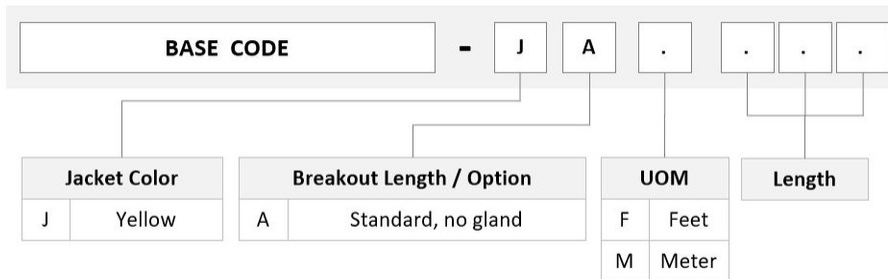 BASE CODE - J A . . . .
Jacket Color
J Yellow
Breakout Length / Option
A Standard, no gland
UOM
F Feet
M Meter
Length